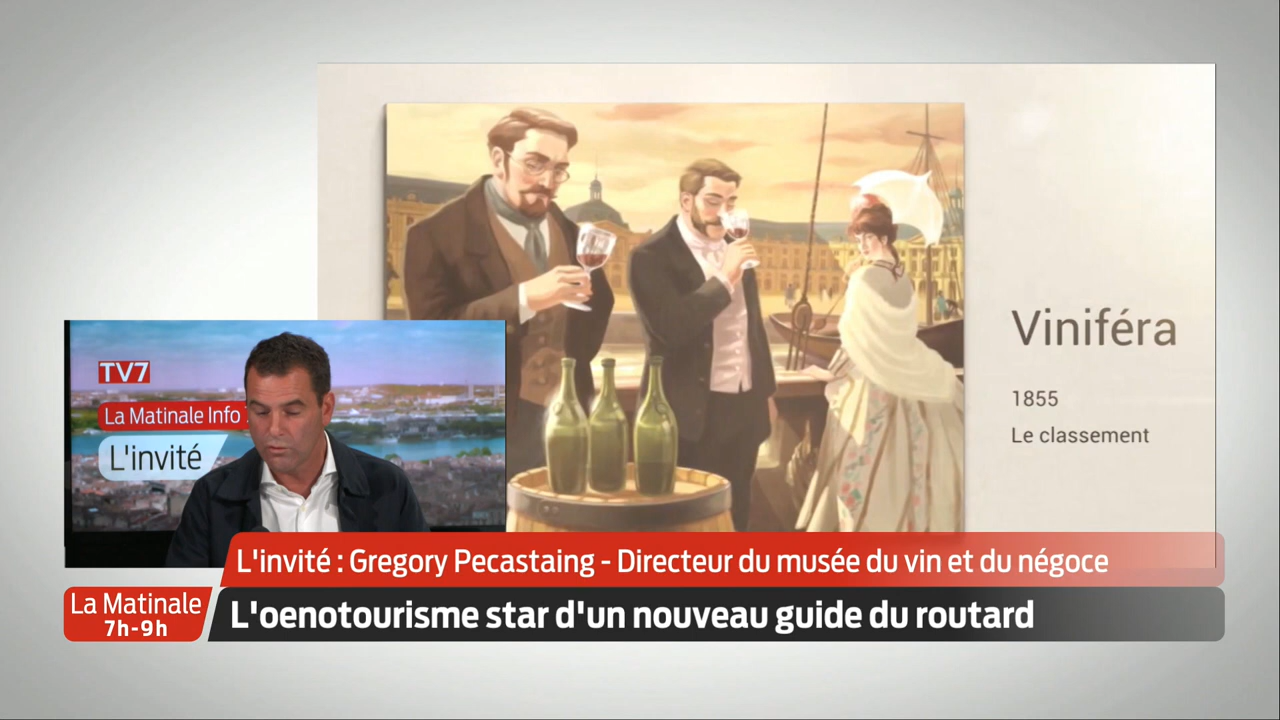 Viniféra
1855
Le classement
TV7
La Matinale Info
L'invité
L'invité : Gregory Pecastaing - Directeur du musée du vin et du négoce
La Matinale
7h-9h
L'oenotourisme star d'un nouveau guide du routard